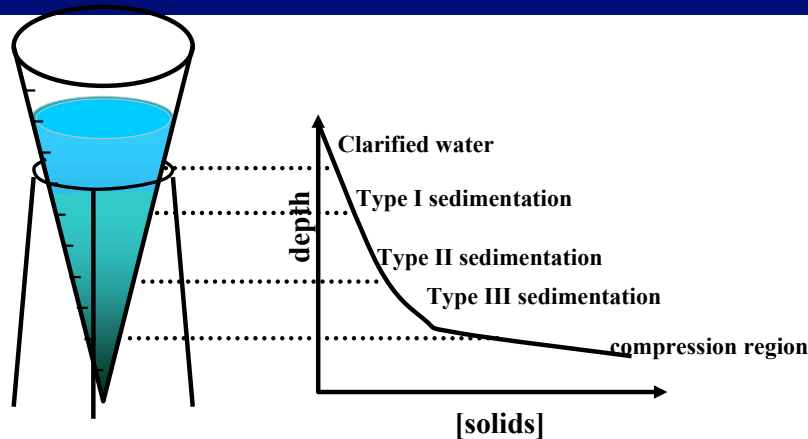 Clarified water
Type I sedimentation
depth
Type II sedimentation
Type III sedimentation
compression region
[solids]